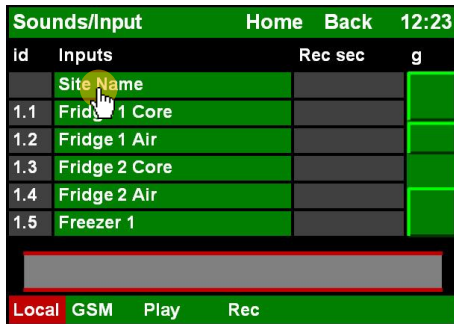 Sounds/Input Home Back 12:23
id Inputs Rec sec g
Site Name
1.1 Fridge 1 Core
1.2 Fridge 1 Air
1.3 Fridge 2 Core
1.4 Fridge 2 Air
1.5 Freezer 1
Local GSM Play Rec